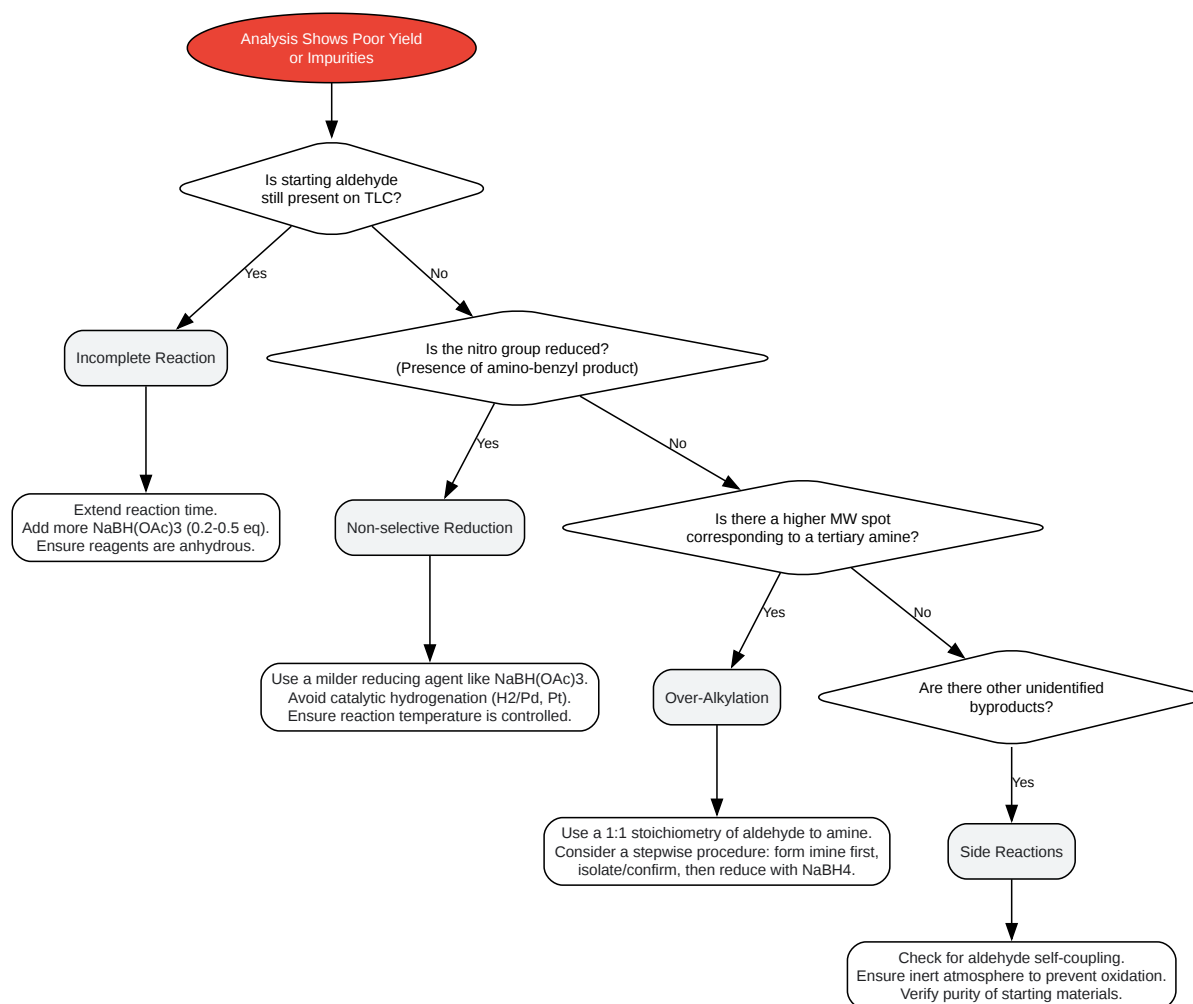 Analysis Shows Poor Yield
or Impurities
Is starting aldehyde
still present on TLC?
Yes
No
Incomplete Reaction
Is the nitro group reduced?
(Presence of amino-benzyl product)
Yes
No
Extend reaction time.
Add more NaBH(OAc)3 (0.2-0.5 eq).
Ensure reagents are anhydrous.
Non-selective Reduction
Is there a higher MW spot
corresponding to a tertiary amine?
Yes
No
Use a milder reducing agent like NaBH(OAc)3.
Avoid catalytic hydrogenation (H2/Pd, Pt).
Ensure reaction temperature is controlled.
Over-Alkylation
Are there other unidentified
byproducts?
Yes
Use a 1:1 stoichiometry of aldehyde to amine.
Consider a stepwise procedure: form imine first,
isolate/confirm, then reduce with NaBH4.
Side Reactions
Check for aldehyde self-coupling.
Ensure inert atmosphere to prevent oxidation.
Verify purity of starting materials.